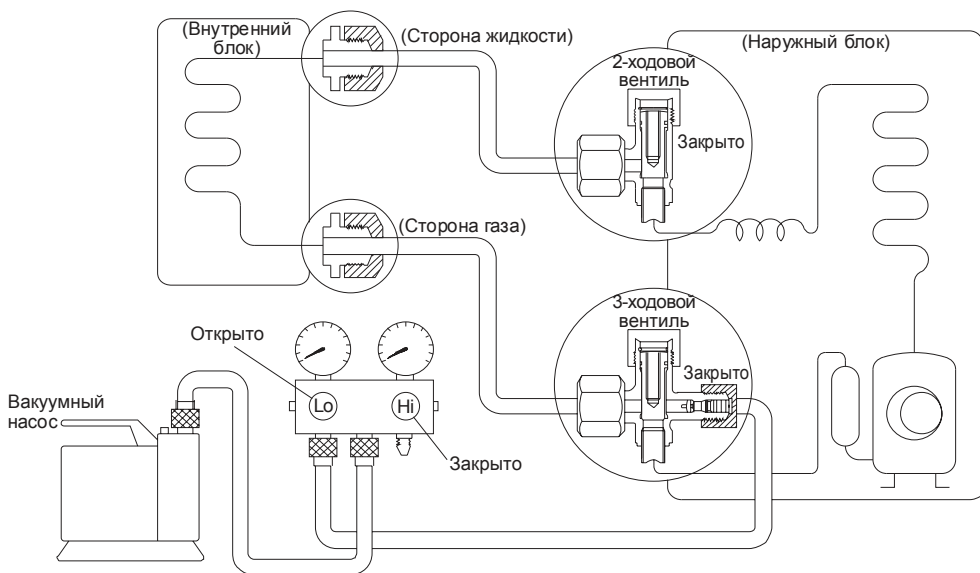 (Внутренний
блок)
(Сторона жидкости)
(Наружный блок)
2-ходовой
вентиль
Закрыто
(Сторона газа)
3-ходовой
вентиль
Закрыто
Открыто
Lo
Hi
Вакуумный
насос
Закрыто